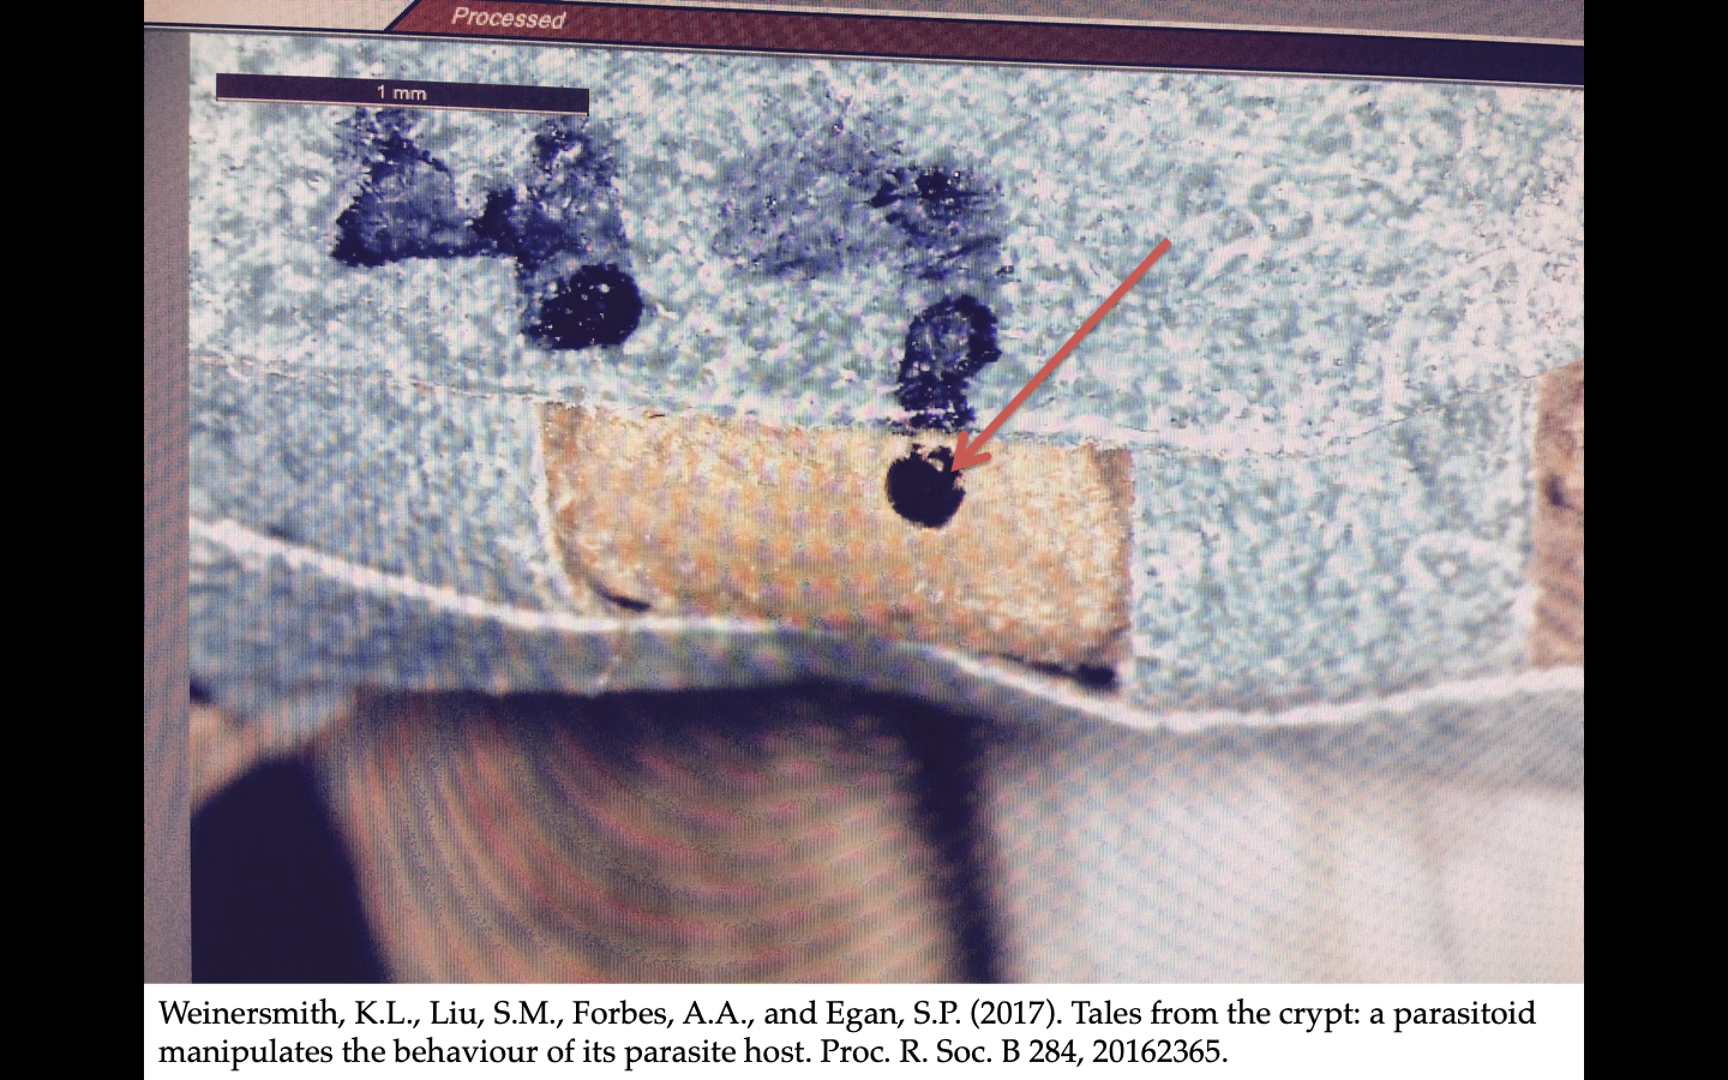 Processed
1 mm
Weinersmith, K.L., Liu, S.M., Forbes, A.A., and Egan, S.P. (2017). Tales from the crypt: a parasitoid
manipulates the behaviour of its parasite host. Proc. R. Soc. B 284, 20162365.